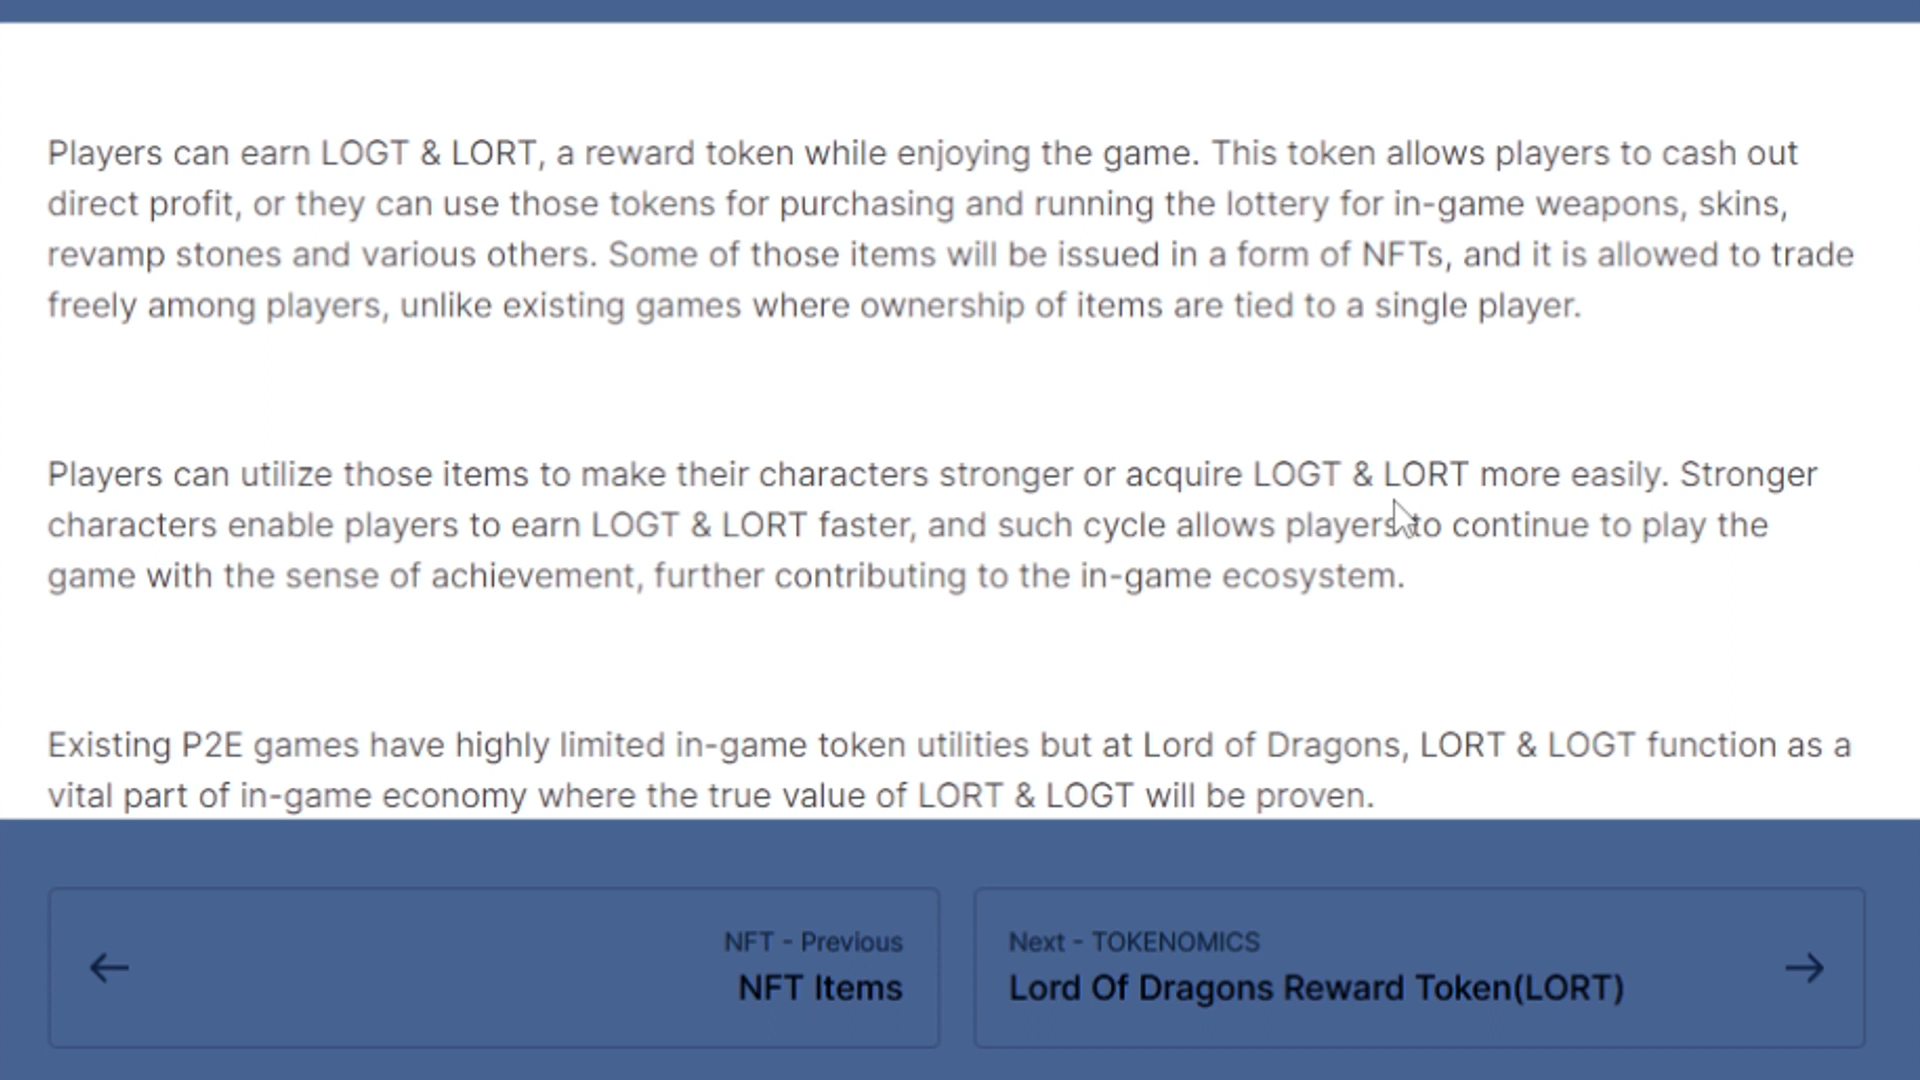 Players can earn LOGT & LORT, a reward token while enjoying the game. This token allows players to cash out
direct profit, or they can use those tokens for purchasing and running the lottery for in-game weapons, skins,
revamp stones and various others. Some of those items will be issued in a form of NFTs, and it is allowed to trade
freely among players, unlike existing games where ownership of items are tied to a single player.
Players can utilize those items to make their characters stronger or acquire LOGT & LORT more easily. Stronger
characters enable players to earn LOGT & LORT faster, and such cycle allows players to continue to play the
game with the sense of achievement, further contributing to the in-game ecosystem.
Existing P2E games have highly limited in-game token utilities but at Lord of Dragons, LORT & LOGT function as a
vital part of in-game economy where the true value of LORT & LOGT will be proven.
NFT - Previous
NFT Items
Next - TOKENOMICS
Lord Of Dragons Reward Token(LORT)